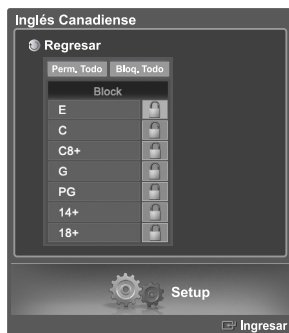 Inglés Canadiense
Regresar
Perm. Todo Bloq. Todo
Block
E
C
C8+
G
PG
14+
18+
Setup
Ingresar